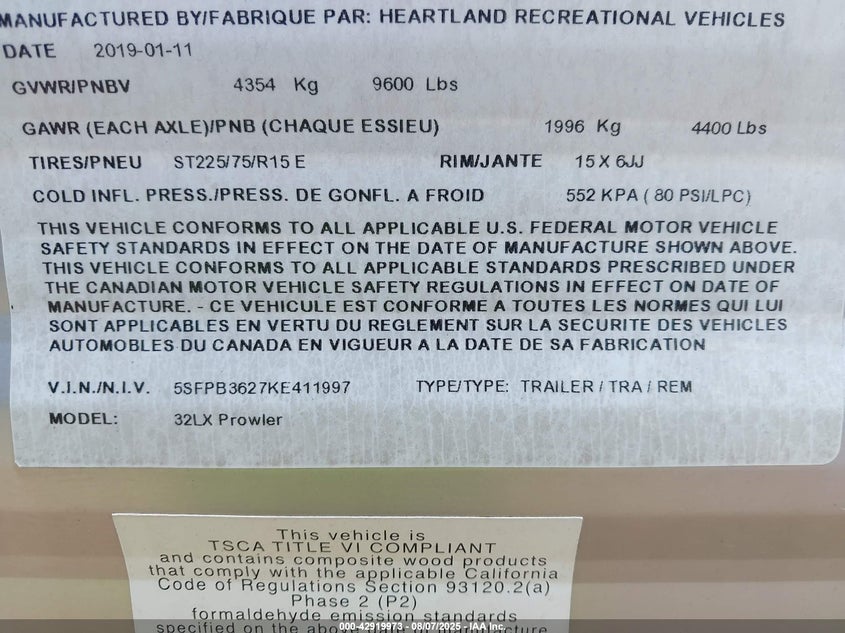 MANUFACTURED BY/FABRIQUE PAR: HEARTLAND RECREATIONAL VEHICLES
DATE 2019-01-11
GVWR/PNBV 4354 Kg 9600 Lbs
GAWR (EACH AXLE)/PNB (CHAQUE ESSIEU) 1996 Kg 4400 Lbs
TIRES/PNEU ST225/75/R15 E RIM/JANTE 15 X 6JJ
COLD INFL. PRESS./PRESS. DE GONFL. A FROID 552 KPA ( 80 PSI/LPC)
THIS VEHICLE CONFORMS TO ALL APPLICABLE U.S. FEDERAL MOTOR VEHICLE
SAFETY STANDARDS IN EFFECT ON THE DATE OF MANUFACTURE SHOWN ABOVE.
THIS VEHICLE CONFORMS TO ALL APPLICABLE STANDARDS PRESCRIBED UNDER
THE CANADIAN MOTOR VEHICLE SAFETY REGULATIONS IN EFFECT ON DATE OF
MANUFACTURE. - CE VEHICULE EST CONFORME A TOUTES LES NORMES QUI LUI
SONT APPLICABLES EN VERTU DU REGLEMENT SUR LA SECURITE DES VEHICLES
AUTOMOBLES DU CANADA EN VIGUEUR A LA DATE DE SA FABRICATION
V.I.N./N.I.V. 5SFPB3627KE411997 TYPE/TYPE: TRAILER / TRA / REM
MODEL: 32LX Prowler
This vehicle is
TSCA TITLE VI COMPLIANT
and contains composite wood products
that comply with the applicable California
Code of Regulations Section 93120.2(a)
Phase 2 (P2)
formaldehyde emission standards
specified on the above date of manufacture
000-42919973 - 08/07/2025 - IAA Inc.